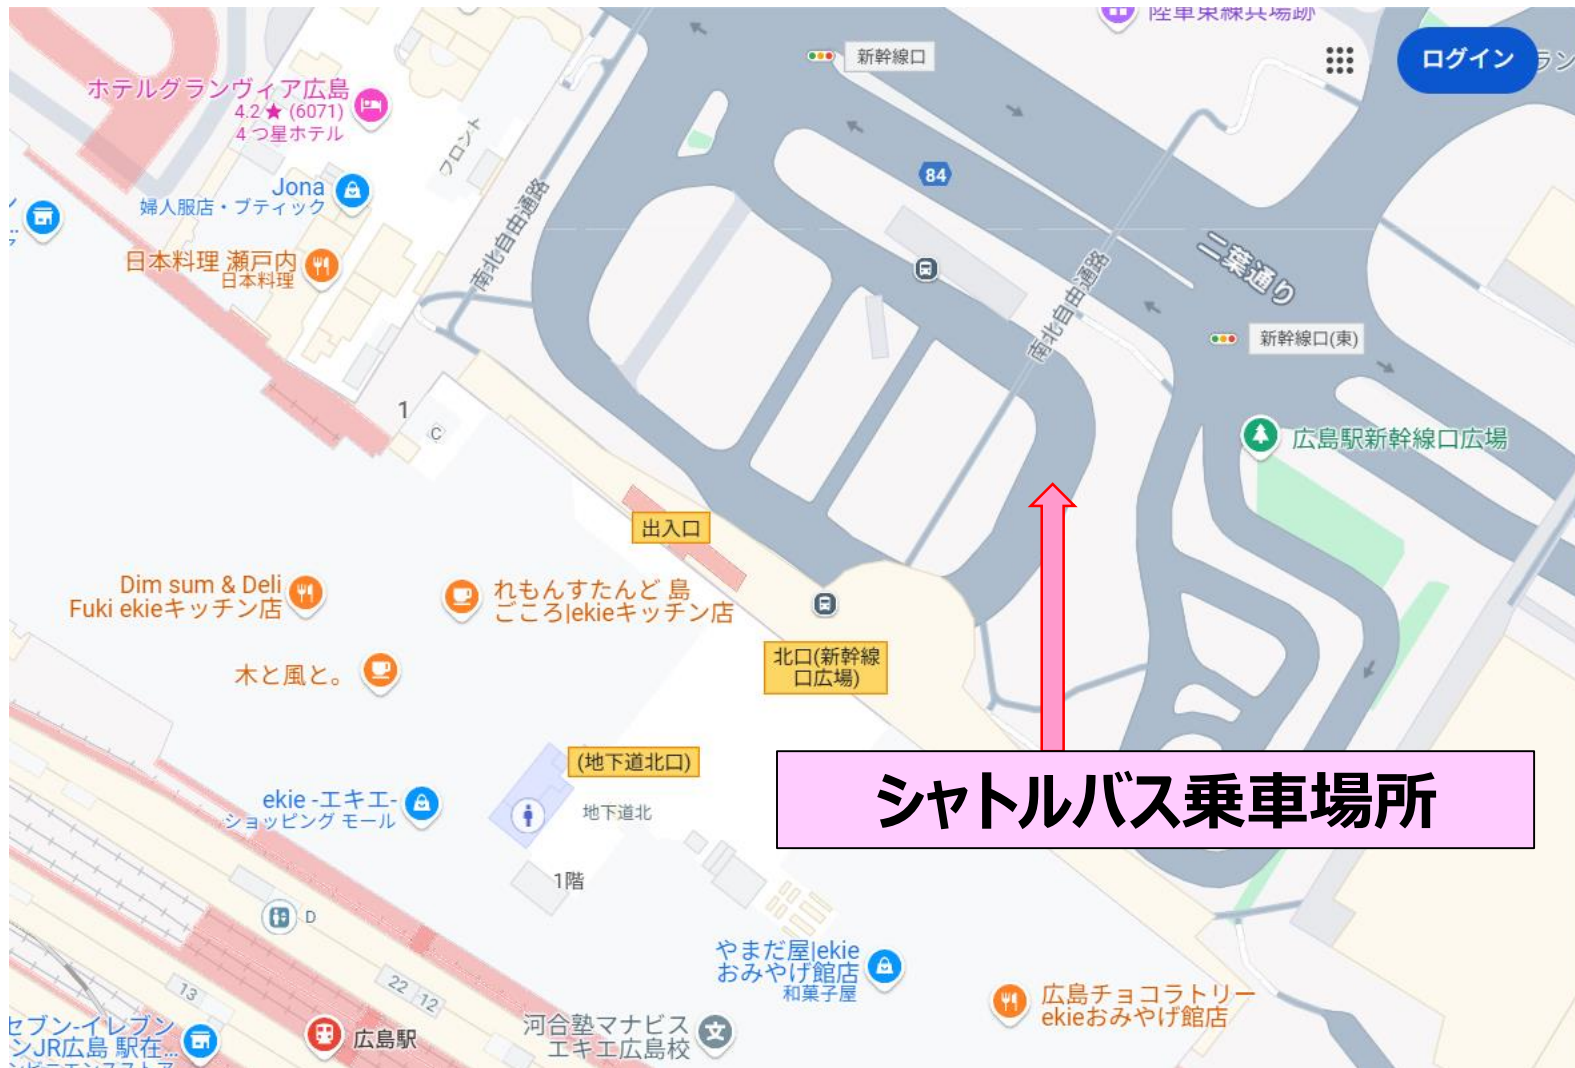 陸軍東練兵場跡
新幹線口
ログイン
ラン
ホテルグランヴィア広島
4.2★ (6071)
4 つ星ホテル
フロント
84
Jona
婦人服店・ブティック
南北自由通路
二葉通り
日本料理 瀬戸内
日本料理
南北自由通路
新幹線口(東)
1
C
広島駅新幹線口広場
出入口
Dim sum & Deli
Fuki ekieキッチン店
れもんすたんど 島
ごころ|ekieキッチン店
木と風と。
北口(新幹線
口広場)
(地下道北口)
シャトルバス乗車場所
ekie -エキエ-
ショッピング モール
地下道北
1階
D
やまだ屋|ekie
おみやげ館店
和菓子屋
13
22
12
広島チョコラトリー
ekieおみやげ館店
セブン-イレブン
ンJR広島 駅在...
広島駅
河合塾マナビス
エキエ広島校